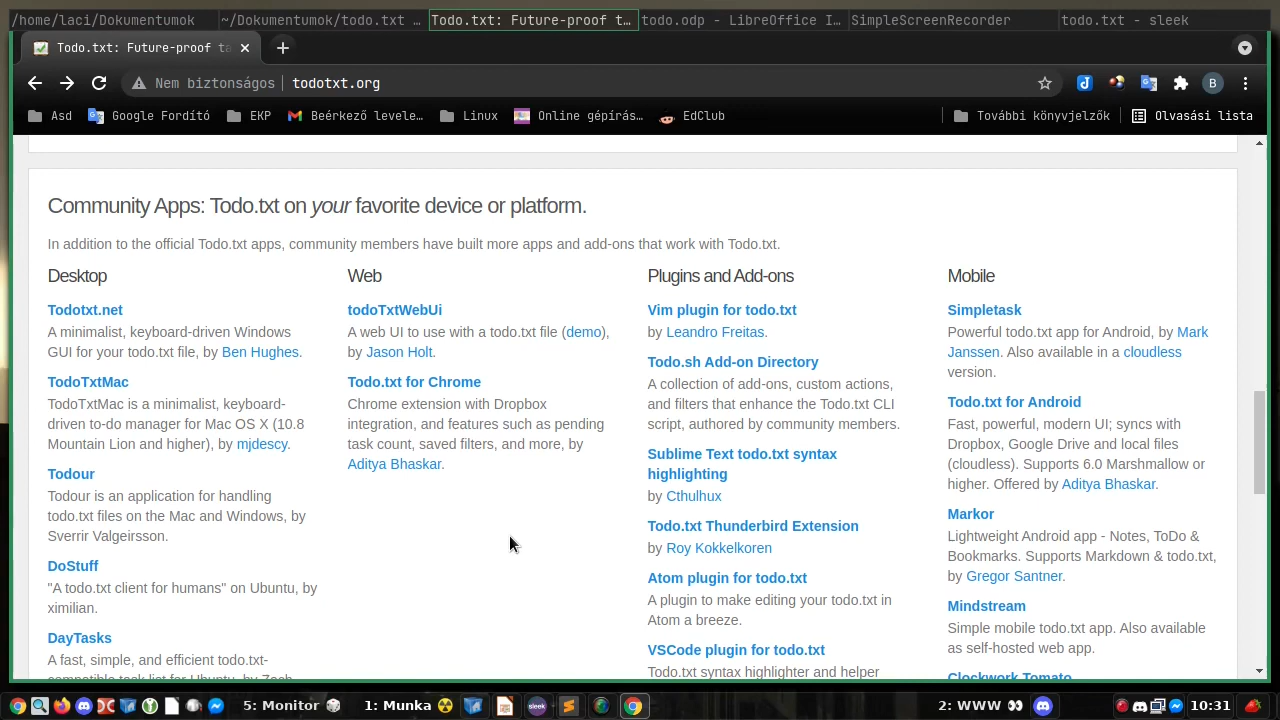 /home/laci/Dokumentumok
~/Dokumentumok/todo.txt …
Todo.txt: Future-proof t…
todo.odp - LibreOffice I…
SimpleScreenRecorder
todo.txt - sleek
Todo.txt: Future-proof ta
Nem biztonságos
todotxt.org
B
Asd
Google Fordító
EKP
Beérkező levele…
Linux
Online gépírás…
EdClub
További könyvjelzők
Olvasási lista
Community Apps: Todo.txt on your favorite device or platform.
In addition to the official Todo.txt apps, community members have built more apps and add-ons that work with Todo.txt.
Desktop
Todotxt.net
A minimalist, keyboard-driven Windows
GUI for your todo.txt file, by Ben Hughes.
TodoTxtMac
TodoTxtMac is a minimalist, keyboard-
driven to-do manager for Mac OS X (10.8
Mountain Lion and higher), by mjdescy.
Todour
Todour is an application for handling
todo.txt files on the Mac and Windows, by
Sverrir Valgeirsson.
DoStuff
"A todo.txt client for humans" on Ubuntu, by
ximilian.
DayTasks
A fast, simple, and efficient todo.txt-
compatible task list for Ubuntu, by Zach
Web
todoTxtWebUi
A web UI to use with a todo.txt file (demo),
by Jason Holt.
Todo.txt for Chrome
Chrome extension with Dropbox
integration, and features such as pending
task count, saved filters, and more, by
Aditya Bhaskar.
Plugins and Add-ons
Vim plugin for todo.txt
by Leandro Freitas.
Todo.sh Add-on Directory
A collection of add-ons, custom actions,
and filters that enhance the Todo.txt CLI
script, authored by community members.
Sublime Text todo.txt syntax
highlighting
by Cthulhux
Todo.txt Thunderbird Extension
by Roy Kokkelkoren
Atom plugin for todo.txt
A plugin to make editing your todo.txt in
Atom a breeze.
VSCode plugin for todo.txt
Todo.txt syntax highlighter and helper
Mobile
Simpletask
Powerful todo.txt app for Android, by Mark
Janssen. Also available in a cloudless
version.
Todo.txt for Android
Fast, powerful, modern UI; syncs with
Dropbox, Google Drive and local files
(cloudless). Supports 6.0 Marshmallow or
higher. Offered by Aditya Bhaskar.
Markor
Lightweight Android app - Notes, ToDo &
Bookmarks. Supports Markdown & todo.txt,
by Gregor Santner.
Mindstream
Simple mobile todo.txt app. Also available
as self-hosted web app.
Clockwork Tomato
sleek
5: Monitor
1: Munka
2: WWW
10:31